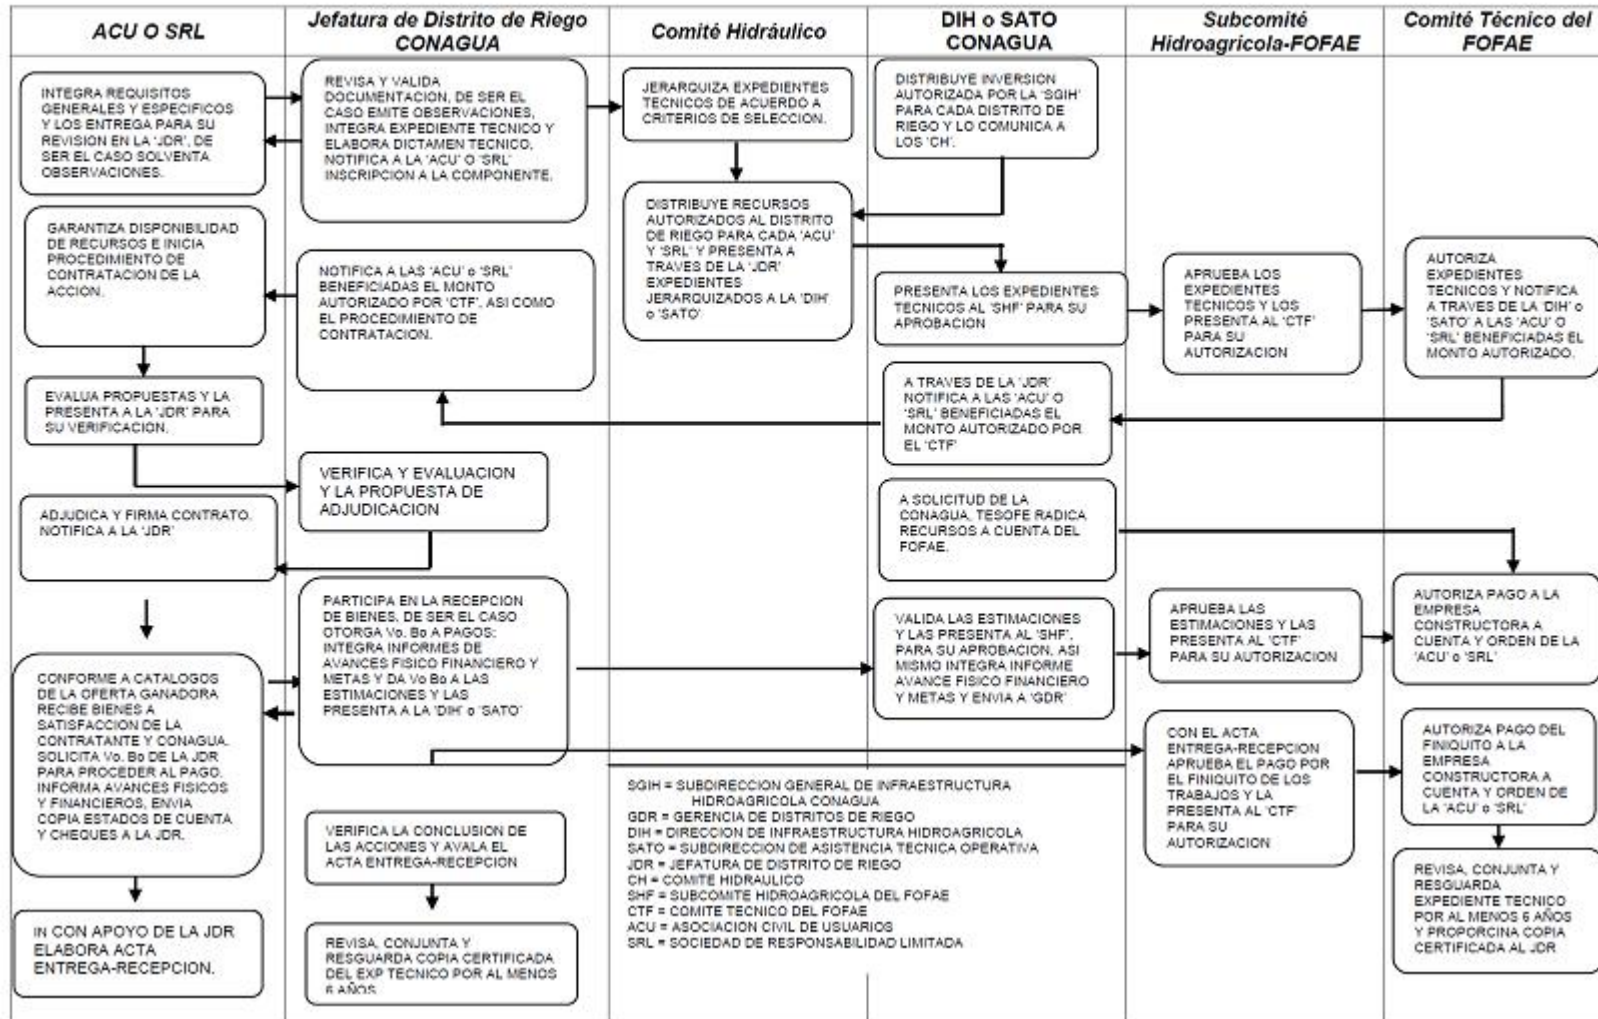 ACU O SRL
Jefatura de Distrito de Riego
CONAGUA
Comité Hidráulico
DIH o SATO
CONAGUA
Subcomité
Hidroagrícola-FOFAE
Comité Técnico del
FOFAE
INTEGRA REQUISITOS
GENERALES Y ESPECIFICOS
Y LOS ENTREGA PARA SU
REVISION EN LA 'JDR', DE
SER EL CASO SOLVENTA
OBSERVACIONES.
REVISA Y VALIDA
DOCUMENTACION, DE SER EL
CASO EMITE OBSERVACIONES,
INTEGRA EXPEDIENTE TECNICO Y
ELABORA DICTAMEN TECNICO,
NOTIFICA A LA 'ACU' O 'SRL'
INSCRIPCION A LA COMPONENTE.
JERARQUIZA EXPEDIENTES
TECNICOS DE ACUERDO A
CRITERIOS DE SELECCION.
DISTRIBUYE INVERSION
AUTORIZADA POR LA 'SGIH'
PARA CADA DISTRITO DE
RIEGO Y LO COMUNICA A
LOS 'CH'.
GARANTIZA DISPONIBILIDAD
DE RECURSOS E INICIA
PROCEDIMIENTO DE
CONTRATACION DE LA
ACCION.
NOTIFICA A LAS 'ACU' o 'SRL'
BENEFICIADAS EL MONTO
AUTORIZADO POR 'CTF', ASI COMO
EL PROCEDIMIENTO DE
CONTRATACION.
DISTRIBUYE RECURSOS
AUTORIZADOS AL DISTRITO
DE RIEGO PARA CADA 'ACU'
Y 'SRL' Y PRESENTA A
TRAVES DE LA 'JDR'
EXPEDIENTES
JERARQUIZADOS A LA 'DIH'
o 'SATO'
PRESENTA LOS EXPEDIENTES
TECNICOS AL 'SHF' PARA SU
APROBACION
APRUEBA LOS
EXPEDIENTES
TECNICOS Y LOS
PRESENTA AL 'CTF'
PARA SU
AUTORIZACION
AUTORIZA
EXPEDIENTES
TECNICOS Y NOTIFICA
A TRAVES DE LA 'DIH' o
'SATO' A LAS 'ACU' O
'SRL' BENEFICIADAS EL
MONTO AUTORIZADO.
EVALUA PROPUESTAS Y LA
PRESENTA A LA 'JDR' PARA
SU VERIFICACION.
A TRAVES DE LA 'JDR'
NOTIFICA A LAS 'ACU' O
'SRL' BENEFICIADAS EL
MONTO AUTORIZADO POR
EL 'CTF'
VERIFICA Y EVALUACION
Y LA PROPUESTA DE
ADJUDICACION
ADJUDICA Y FIRMA CONTRATO.
NOTIFICA A LA 'JDR'
A SOLICITUD DE LA
CONAGUA, TESOFE RADICA
RECURSOS A CUENTA DEL
FOFAE.
PARTICIPA EN LA RECEPCION
DE BIENES, DE SER EL CASO
OTORGA Vo. Bo A PAGOS:
INTEGRA INFORMES DE
AVANCES FISICO FINANCIERO Y
METAS Y DA Vo Bo A LAS
ESTIMACIONES Y LAS
PRESENTA A LA 'DIH' o 'SATO'
VALIDA LAS ESTIMACIONES
Y LAS PRESENTA AL 'SHF',
PARA SU APROBACION, ASI
MISMO INTEGRA INFORME
AVANCE FISICO FINANCIERO
Y METAS Y ENVIA A 'GDR'
APRUEBA LAS
ESTIMACIONES Y LAS
PRESENTA AL 'CTF'
PARA SU AUTORIZACION
AUTORIZA PAGO A LA
EMPRESA
CONSTRUCTORA A
CUENTA Y ORDEN DE LA
'ACU' o 'SRL'
CONFORME A CATALOGOS
DE LA OFERTA GANADORA
RECIBE BIENES A
SATISFACCION DE LA
CONTRATANTE Y CONAGUA.
SOLICITA Vo. Bo DE LA JDR
PARA PROCEDER AL PAGO.
INFORMA AVANCES FISICOS
Y FINANCIEROS, ENVIA
COPIA ESTADOS DE CUENTA
Y CHEQUES A LA JDR.
CON EL ACTA
ENTREGA-RECEPCION
APRUEBA EL PAGO POR
EL FINIQUITO DE LOS
TRABAJOS Y LA
PRESENTA AL 'CTF'
PARA SU
AUTORIZACION
AUTORIZA PAGO DEL
FINIQUITO A LA
EMPRESA
CONSTRUCTORA A
CUENTA Y ORDEN DE
LA 'ACU' o 'SRL'
VERIFICA LA CONCLUSION DE
LAS ACCIONES Y AVALA EL
ACTA ENTREGA-RECEPCION
SGIH = SUBDIRECCION GENERAL DE INFRAESTRUCTURA
HIDROAGRICOLA CONAGUA
GDR = GERENCIA DE DISTRITOS DE RIEGO
DIH = DIRECCION DE INFRAESTRUCTURA HIDROAGRICOLA
SATO = SUBDIRECCION DE ASISTENCIA TECNICA OPERATIVA
JDR = JEFATURA DE DISTRITO DE RIEGO
CH = COMITE HIDRAULICO
SHF = SUBCOMITE HIDROAGRICOLA DEL FOFAE
CTF = COMITE TECNICO DEL FOFAE
ACU = ASOCIACION CIVIL DE USUARIOS
SRL = SOCIEDAD DE RESPONSABILIDAD LIMITADA
IN CON APOYO DE LA JDR
ELABORA ACTA
ENTREGA-RECEPCION.
REVISA, CONJUNTA Y
RESGUARDA COPIA CERTIFICADA
DEL EXP TECNICO POR AL MENOS
6 AÑOS
REVISA, CONJUNTA Y
RESGUARDA
EXPEDIENTE TECNICO
POR AL MENOS 6 AÑOS
Y PROPORCINA COPIA
CERTIFICADA AL JDR